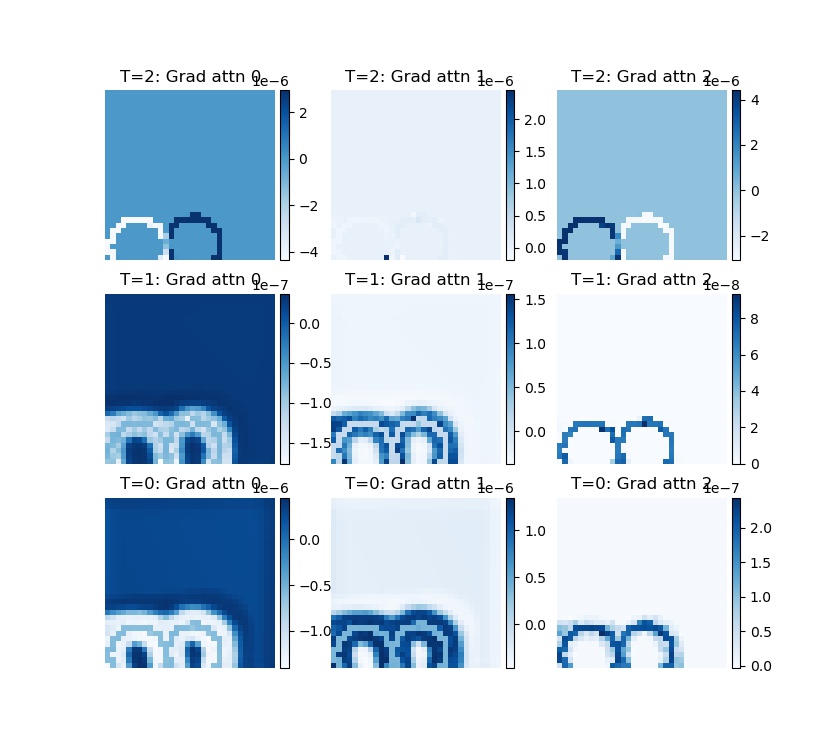 T=2: Grad attn 0
1e−6
T=2: Grad attn 1
1e−6
T=2: Grad attn 2
1e−6
2
0
−2
−4
2.0
1.5
1.0
0.5
0.0
4
2
0
−2
T=1: Grad attn 0
1e−7
T=1: Grad attn 1
1e−7
T=1: Grad attn 2
1e−8
0.0
−0.5
−1.0
−1.5
1.5
1.0
0.5
0.0
8
6
4
2
0
T=0: Grad attn 0
1e−6
T=0: Grad attn 1
1e−6
T=0: Grad attn 2
1e−7
0.0
−0.5
−1.0
1.0
0.5
0.0
2.0
1.5
1.0
0.5
0.0